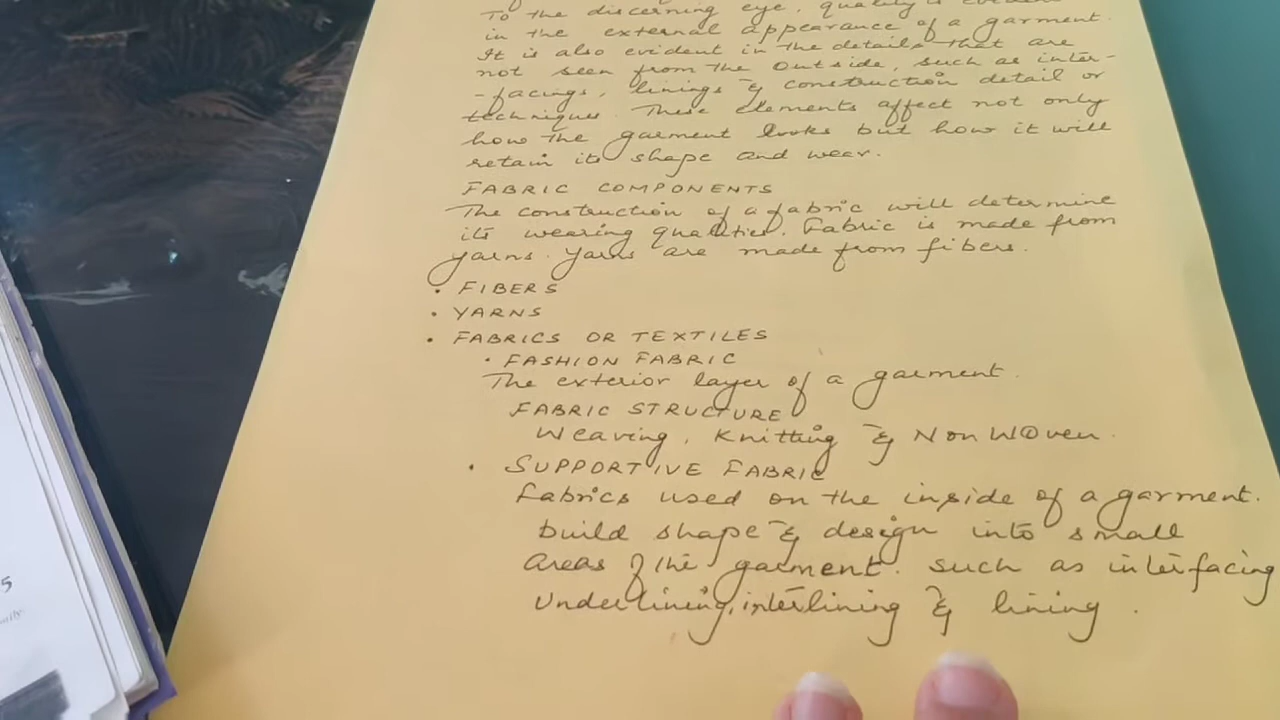 To the discerning eye, quality is evident
in the external appearance of a garment.
It is also evident in the details that are
not seen from the outside, such as inter-
-facings, linings & construction detail or
techniques. These elements affect not only
how the garment looks but how it will
retain its shape and wear.
FABRIC COMPONENTS
The construction of a fabric will determine
its wearing qualities. Fabric is made from
yarns. Yarns are made from fibers.
• FIBERS
• YARNS
• FABRICS OR TEXTILES
• FASHION FABRIC
The exterior layer of a garment.
FABRIC STRUCTURE
Weaving, Knitting & Non Woven.
• SUPPORTIVE FABRIC
Fabrics used on the inside of a garment.
build shape & design into small
areas of the garment. such as interfacing
Underlining, interlining & lining.
5